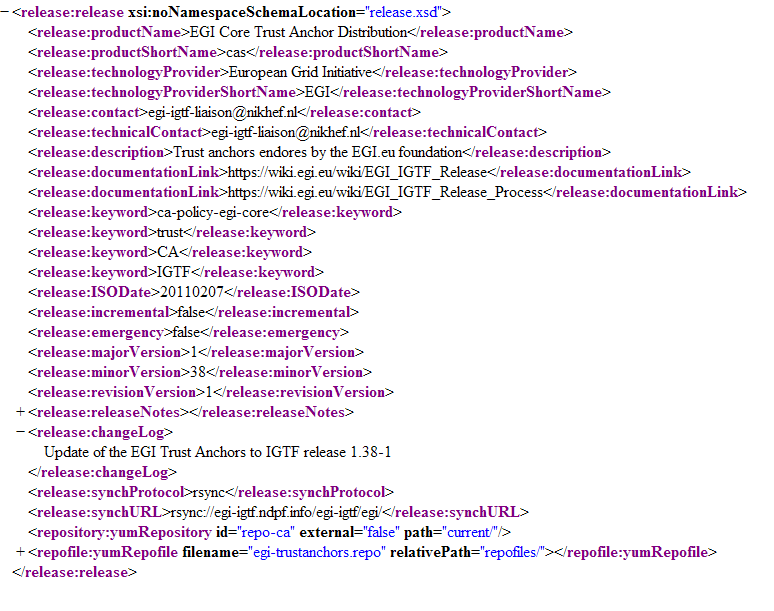 − <release:release xsi:noNamespaceSchemaLocation="release.xsd">
<release:productName>EGI Core Trust Anchor Distribution</release:productName>
<release:productShortName>cas</release:productShortName>
<release:technologyProvider>European Grid Initiative</release:technologyProvider>
<release:technologyProviderShortName>EGI</release:technologyProviderShortName>
<release:contact>egi-igtf-liaison@nikhef.nl</release:contact>
<release:technicalContact>egi-igtf-liaison@nikhef.nl</release:technicalContact>
<release:description>Trust anchors endores by the EGI.eu foundation</release:description>
<release:documentationLink>https://wiki.egi.eu/wiki/EGI_IGTF_Release</release:documentationLink>
<release:documentationLink>https://wiki.egi.eu/wiki/EGI_IGTF_Release_Process</release:documentationLink>
<release:keyword>ca-policy-egi-core</release:keyword>
<release:keyword>trust</release:keyword>
<release:keyword>CA</release:keyword>
<release:keyword>IGTF</release:keyword>
<release:ISODate>20110207</release:ISODate>
<release:incremental>false</release:incremental>
<release:emergency>false</release:emergency>
<release:majorVersion>1</release:majorVersion>
<release:minorVersion>38</release:minorVersion>
<release:revisionVersion>1</release:revisionVersion>
+ <release:releaseNotes></release:releaseNotes>
− <release:changeLog>
Update of the EGI Trust Anchors to IGTF release 1.38-1
</release:changeLog>
<release:synchProtocol>rsync</release:synchProtocol>
<release:synchURL>rsync://egi-igtf.ndpf.info/egi-igtf/egi/</release:synchURL>
<repository:yumRepository id="repo-ca" external="false" path="current/"/>
+ <repofile:yumRepofile filename="egi-trustanchors.repo" relativePath="repofiles/"></repofile:yumRepofile>
</release:release>